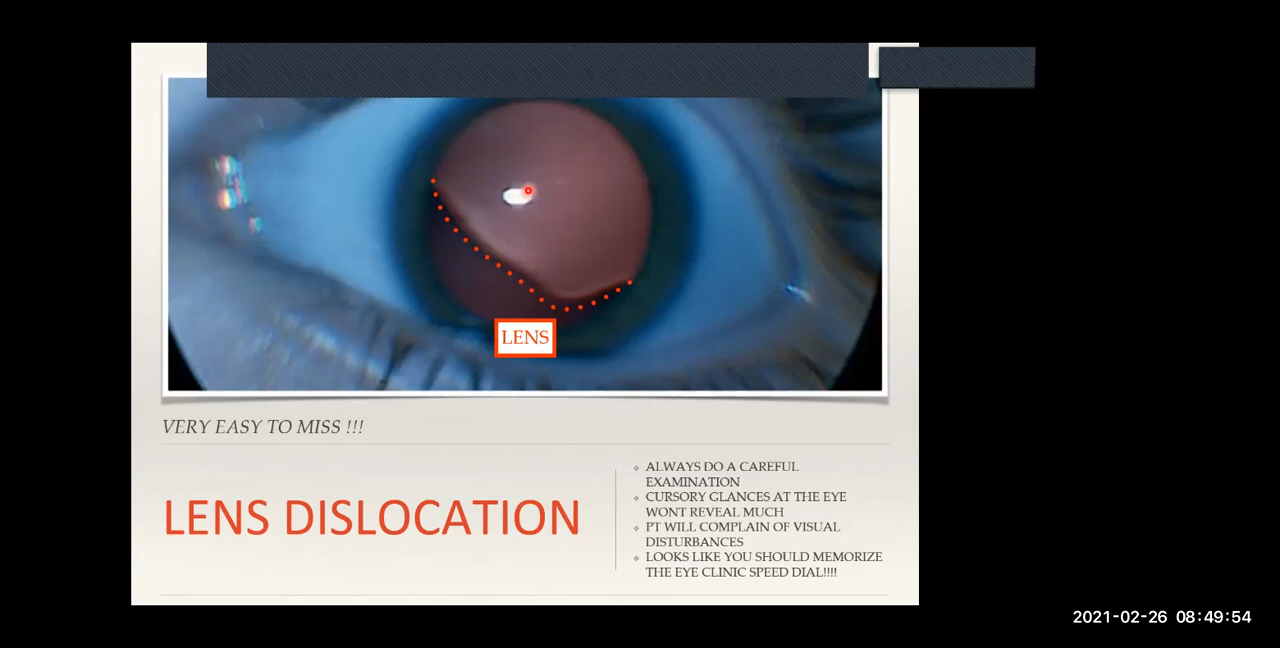 LENS
VERY EASY TO MISS !!!
LENS DISLOCATION
ALWAYS DO A CAREFUL
EXAMINATION
CURSORY GLANCES AT THE EYE
WONT REVEAL MUCH
PT WILL COMPLAIN OF VISUAL
DISTURBANCES
LOOKS LIKE YOU SHOULD MEMORIZE
THE EYE CLINIC SPEED DIAL!!!!
2021-02-26 08:49:54